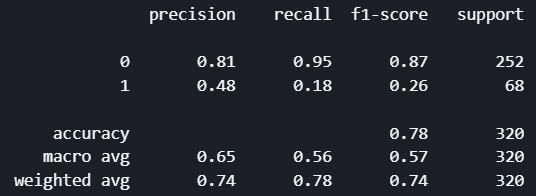 precision recall f1-score support
0 0.81 0.95 0.87 252
1 0.48 0.18 0.26 68
accuracy 0.78 320
macro avg 0.65 0.56 0.57 320
weighted avg 0.74 0.78 0.74 320